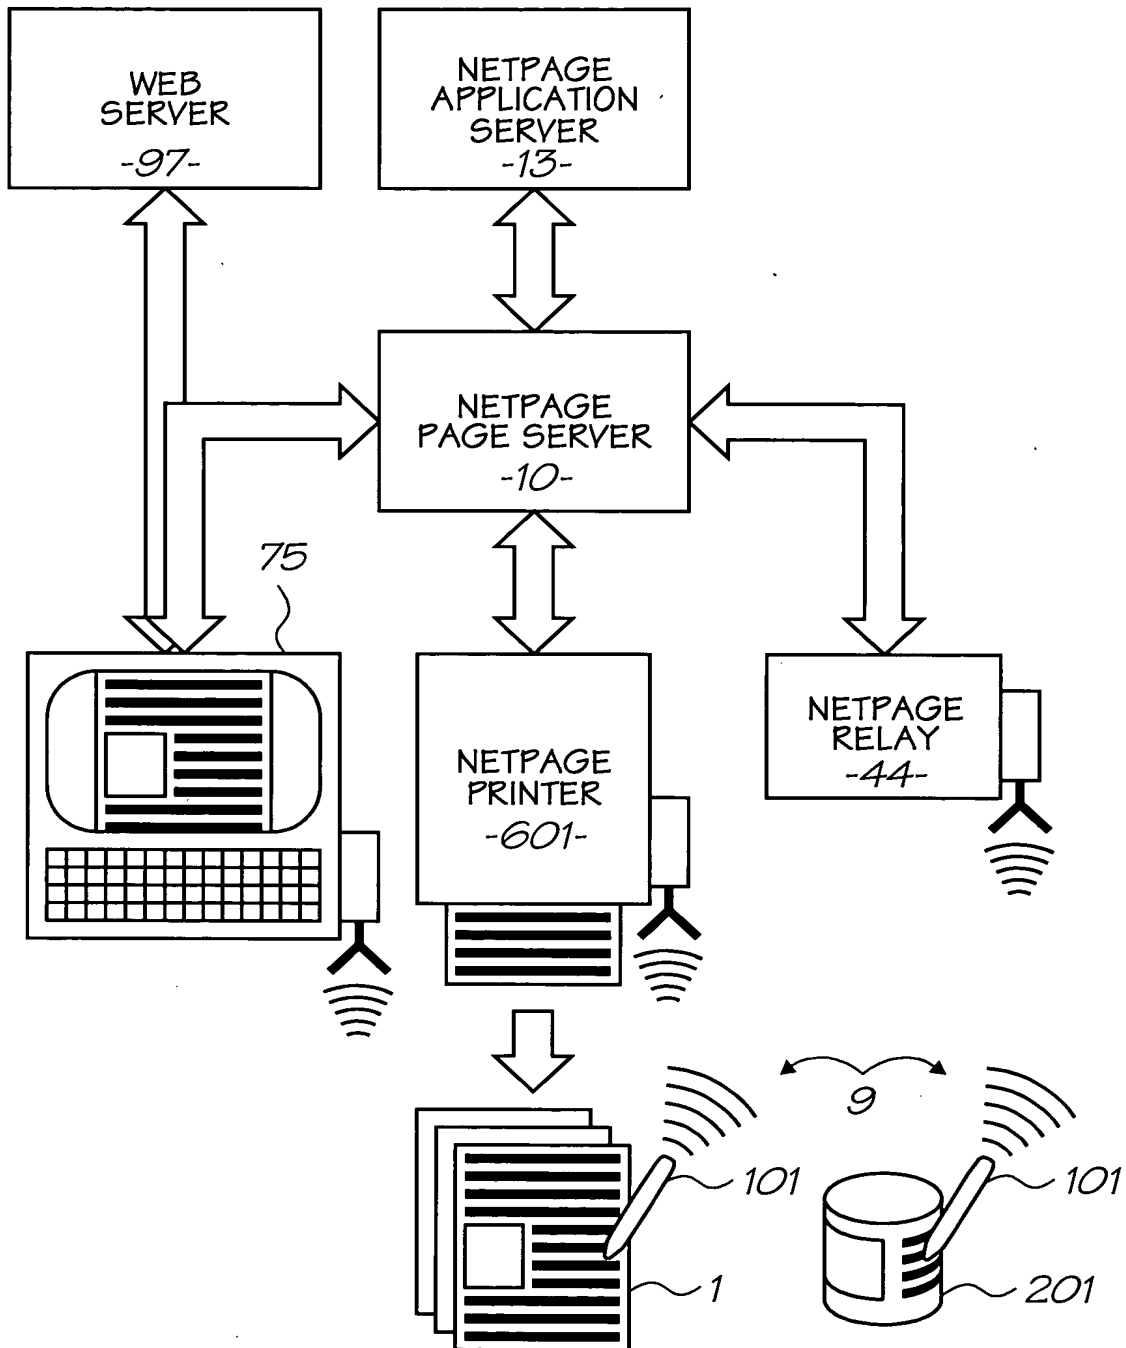 WEB
SERVER
-97-
NETPAGE
APPLICATION
SERVER
-13-
NETPAGE
PAGE SERVER
-10-
75
NETPAGE
PRINTER
-601-
NETPAGE
RELAY
-44-
9
101
101
1
201